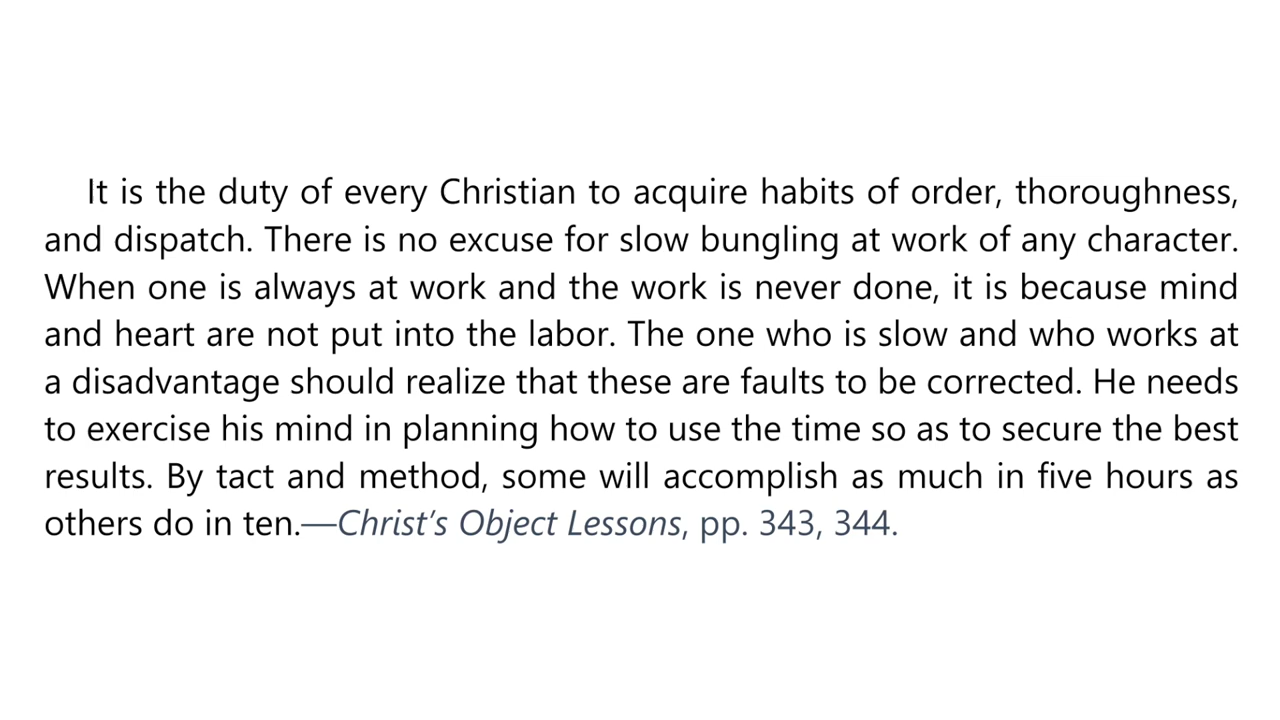 It is the duty of every Christian to acquire habits of order, thoroughness,
and dispatch. There is no excuse for slow bungling at work of any character.
When one is always at work and the work is never done, it is because mind
and heart are not put into the labor. The one who is slow and who works at
a disadvantage should realize that these are faults to be corrected. He needs
to exercise his mind in planning how to use the time so as to secure the best
results. By tact and method, some will accomplish as much in five hours as
others do in ten.—Christ’s Object Lessons, pp. 343, 344.